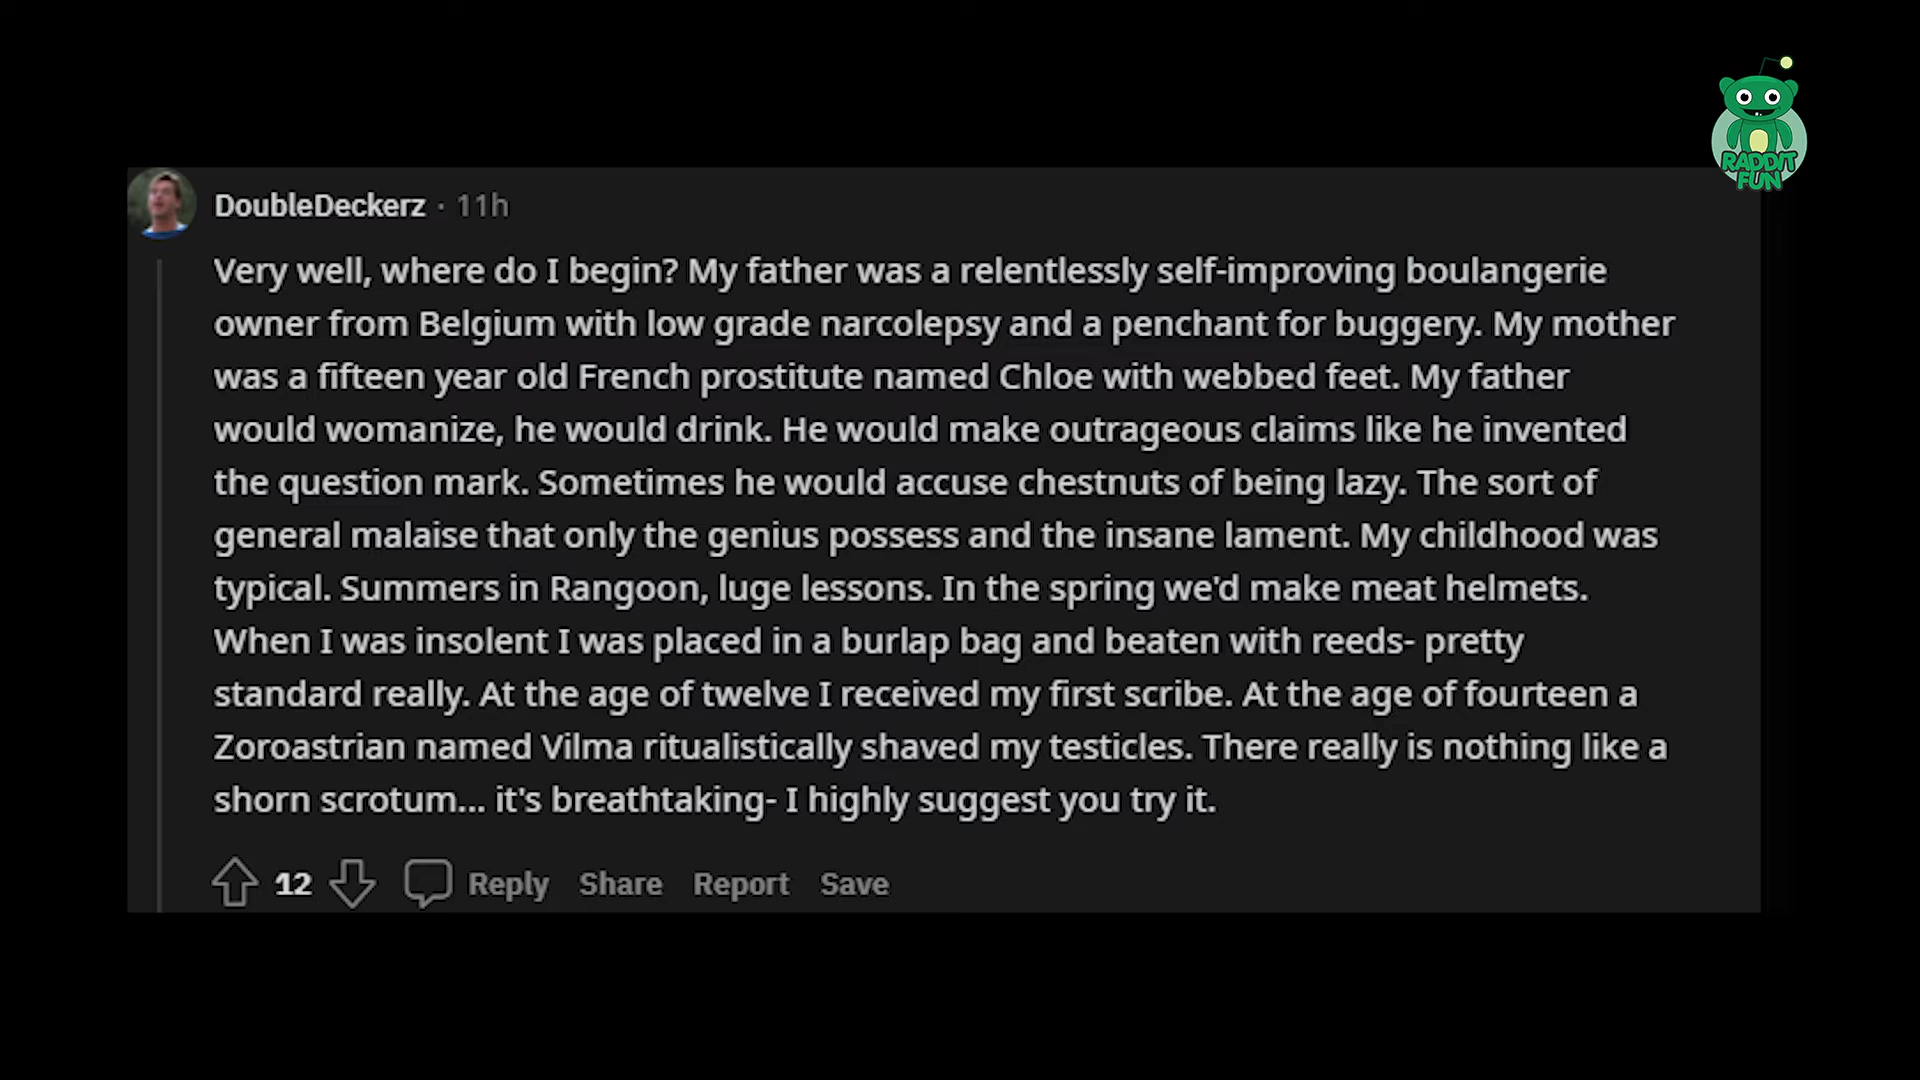 RADDIT
FUN
DoubleDeckerz · 11h
Very well, where do I begin? My father was a relentlessly self-improving boulangerie
owner from Belgium with low grade narcolepsy and a penchant for buggery. My mother
was a fifteen year old French prostitute named Chloe with webbed feet. My father
would womanize, he would drink. He would make outrageous claims like he invented
the question mark. Sometimes he would accuse chestnuts of being lazy. The sort of
general malaise that only the genius possess and the insane lament. My childhood was
typical. Summers in Rangoon, luge lessons. In the spring we'd make meat helmets.
When I was insolent I was placed in a burlap bag and beaten with reeds- pretty
standard really. At the age of twelve I received my first scribe. At the age of fourteen a
Zoroastrian named Vilma ritualistically shaved my testicles. There really is nothing like a
shorn scrotum... it's breathtaking- I highly suggest you try it.
12 Reply Share Report Save